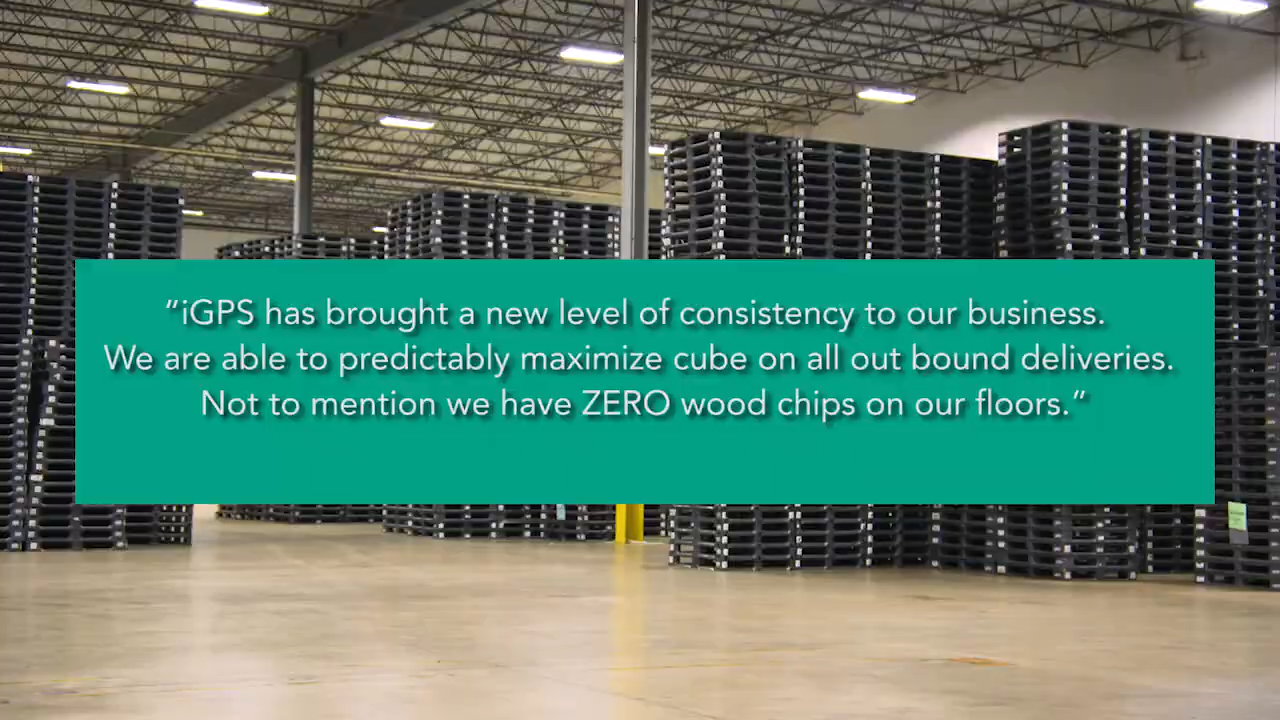 “iGPS has brought a new level of consistency to our business.
We are able to predictably maximize cube on all out bound deliveries.
Not to mention we have ZERO wood chips on our floors.”